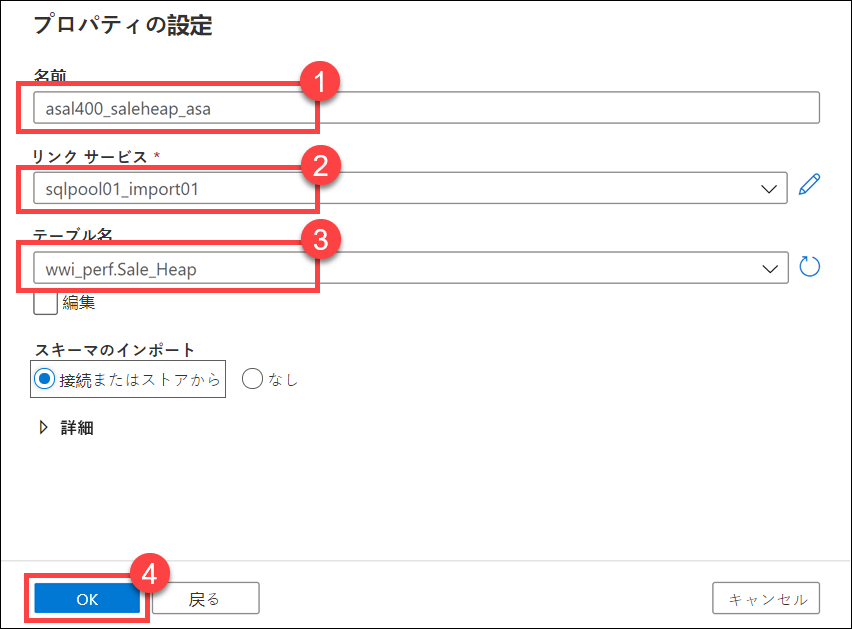 プロパティの設定
名前
1
asal400_saleheap_asa
リンク サービス *
2
sqlpool01_import01
テーブル名
3
wwi_perf.Sale_Heap
編集
スキーマのインポート
接続またはストアから なし
詳細
4
OK 戻る キャンセル